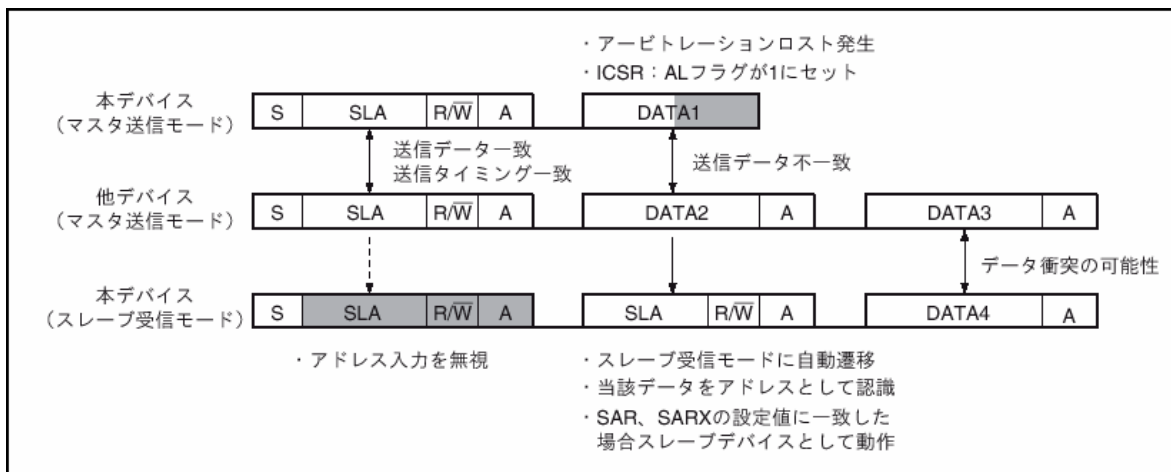 ・アービトレーションロスト発生
・ICSR：ALフラグが1にセット
本デバイス
（マスタ送信モード）
S SLA R/W̅ A DATA1
送信データ一致
送信タイミング一致
送信データ不一致
他デバイス
（マスタ送信モード）
S SLA R/W̅ A DATA2 A DATA3 A
データ衝突の可能性
本デバイス
（スレーブ受信モード）
S SLA R/W̅ A SLA R/W̅ A DATA4 A
・アドレス入力を無視
・スレーブ受信モードに自動遷移
・当該データをアドレスとして認識
・SAR、SARXの設定値に一致した
場合スレーブデバイスとして動作